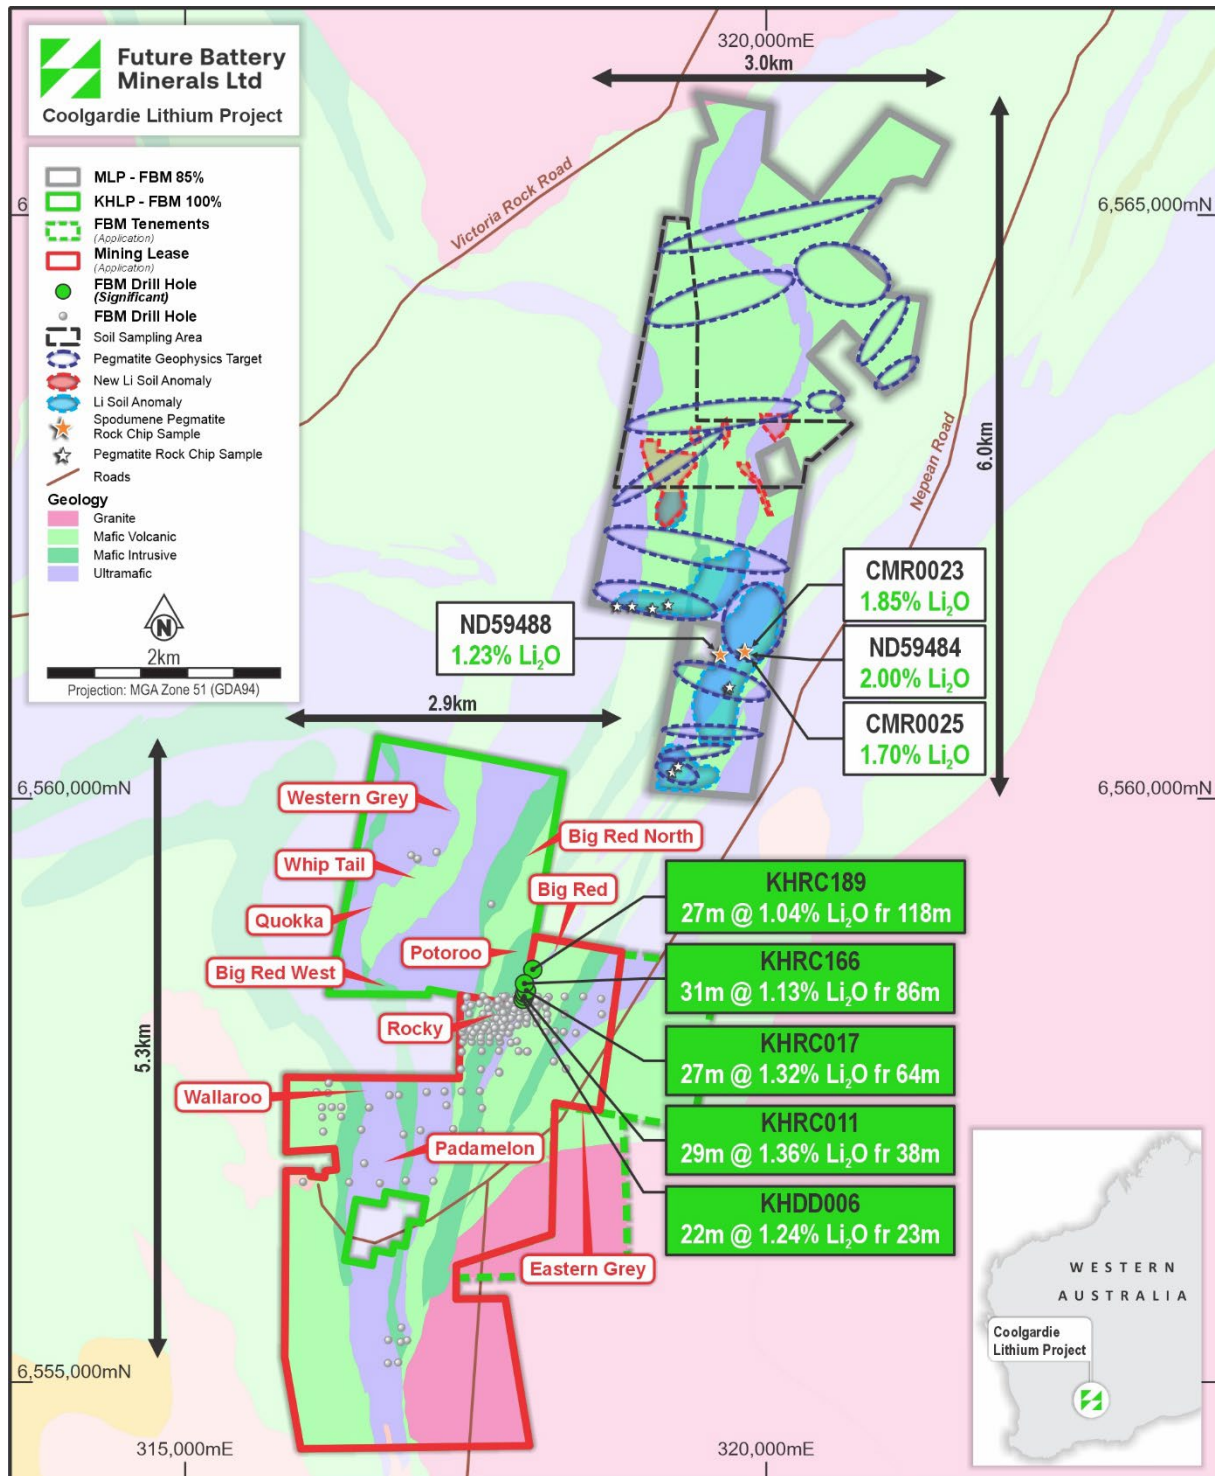 Future Battery
Minerals Ltd
Coolgardie Lithium Project
MLP - FBM 85%
KHLP - FBM 100%
FBM Tenements
(Application)
Mining Lease
(Application)
FBM Drill Hole
(Significant)
FBM Drill Hole
Soil Sampling Area
Pegmatite Geophysics Target
New Li Soil Anomaly
Li Soil Anomaly
Spodumene Pegmatite
Rock Chip Sample
Pegmatite Rock Chip Sample
Roads
Geology
Granite
Mafic Volcanic
Mafic Intrusive
Ultramafic
N
2km
Projection: MGA Zone 51 (GDA94)
320,000mE
3.0km
6,565,000mN
Victoria Rock Road
Nepean Road
6.0km
CMR0023
1.85% Li₂O
ND59488
1.23% Li₂O
ND59484
2.00% Li₂O
CMR0025
1.70% Li₂O
2.9km
6,560,000mN
6,560,000mN
Western Grey
Big Red North
Whip Tail
Big Red
Quokka
Potoroo
Big Red West
Rocky
Wallaroo
Padamelon
Eastern Grey
5.3km
KHRC189
27m @ 1.04% Li₂O fr 118m
KHRC166
31m @ 1.13% Li₂O fr 86m
KHRC017
27m @ 1.32% Li₂O fr 64m
KHRC011
29m @ 1.36% Li₂O fr 38m
KHDD006
22m @ 1.24% Li₂O fr 23m
WESTERN
AUSTRALIA
Coolgardie
Lithium Project
6,555,000mN
315,000mE
320,000mE